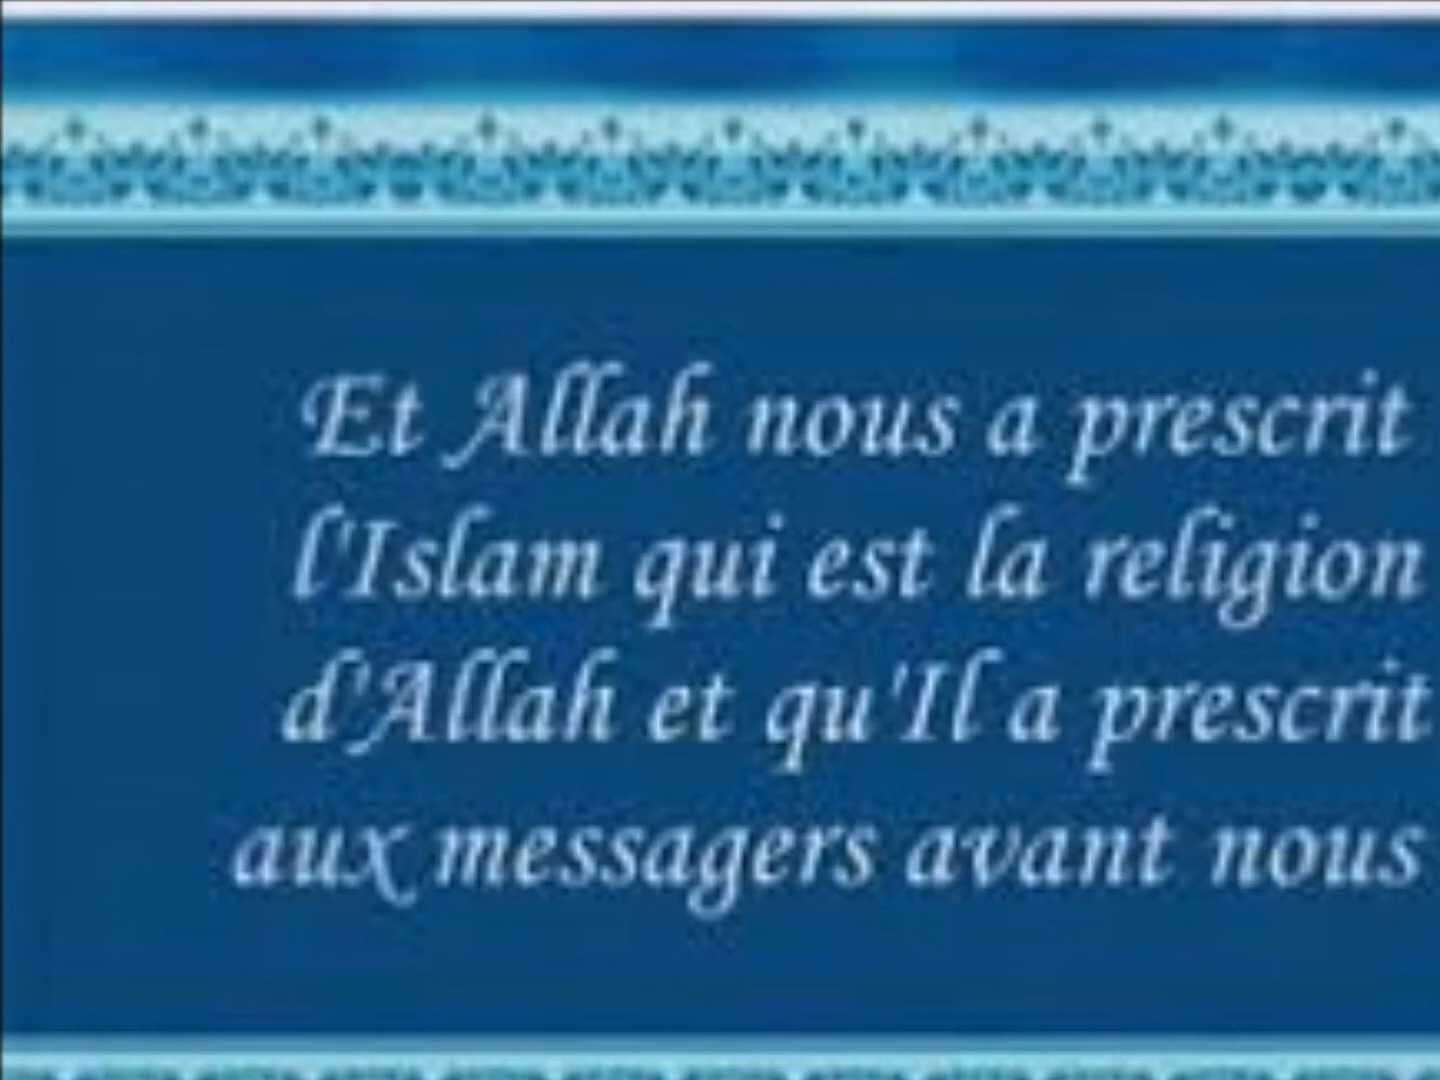 Et Allah nous a prescrit
l'Islam qui est la religion
d'Allah et qu'Il a prescrit
aux messagers avant nous